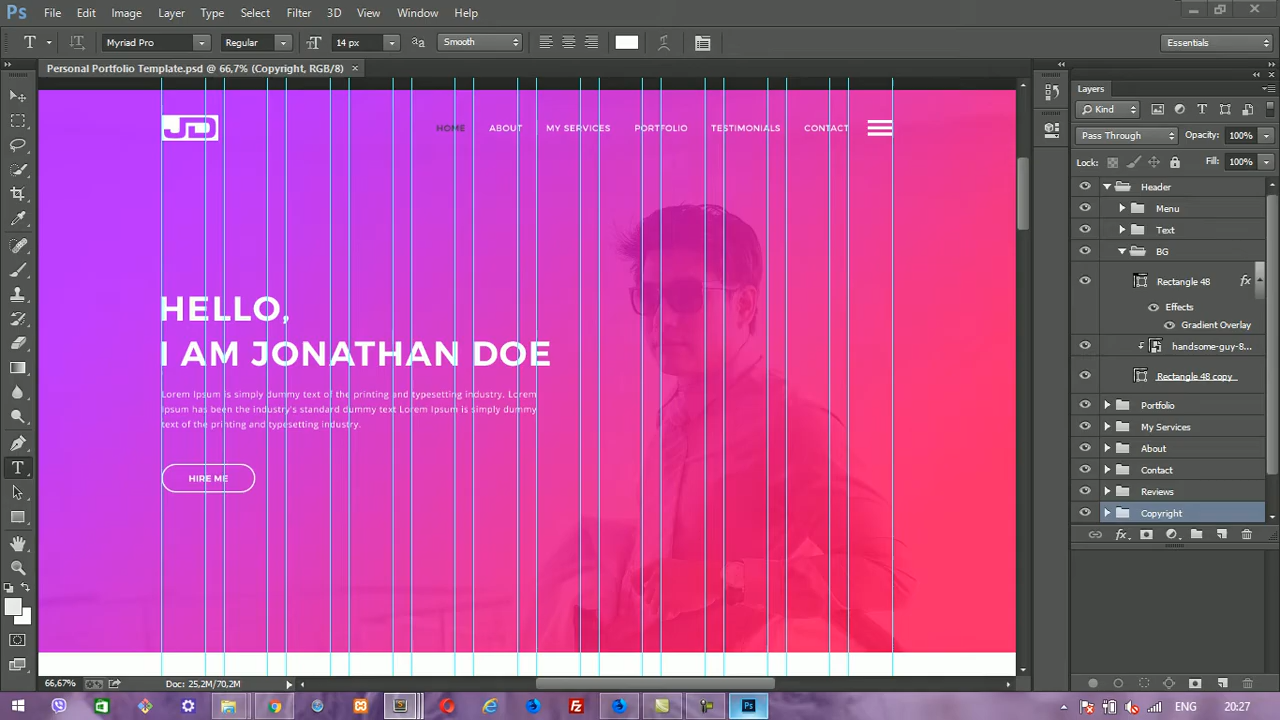 Ps File Edit Image Layer Type Select Filter 3D View Window Help
T Myriad Pro Regular 14 px Smooth Essentials
Personal Portfolio Template.psd @ 66,7% (Copyright, RGB/8) ×
Layers
Kind
Pass Through Opacity: 100%
Lock: Fill: 100%
JD HOME ABOUT MY SERVICES PORTFOLIO TESTIMONIALS CONTACT
HELLO,
I AM JONATHAN DOE
Lorem Ipsum is simply dummy text of the printing and typesetting industry. Lorem
Ipsum has been the industry's standard dummy text Lorem Ipsum is simply dummy
text of the printing and typesetting industry.
HIRE ME
Header
Menu
Text
BG
Rectangle 48 fx
Effects
Gradient Overlay
handsome-guy-8...
Rectangle 48 copy
Portfolio
My Services
About
Contact
Reviews
Copyright
66,67% Doc: 25,2M/70,2M
ENG 20:27